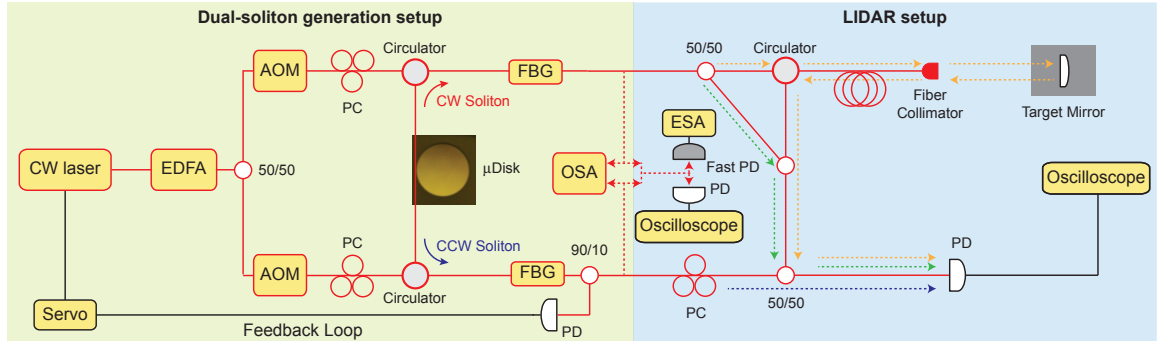 Dual-soliton generation setup
LIDAR setup
AOM
PC
Circulator
CW Soliton
FBG
50/50
Circulator
Fiber
Collimator
Target Mirror
CW laser
EDFA
50/50
µDisk
OSA
ESA
Fast PD
PD
Oscilloscope
Oscilloscope
AOM
PC
Circulator
CCW Soliton
FBG
90/10
PC
50/50
PD
Servo
Feedback Loop
PD